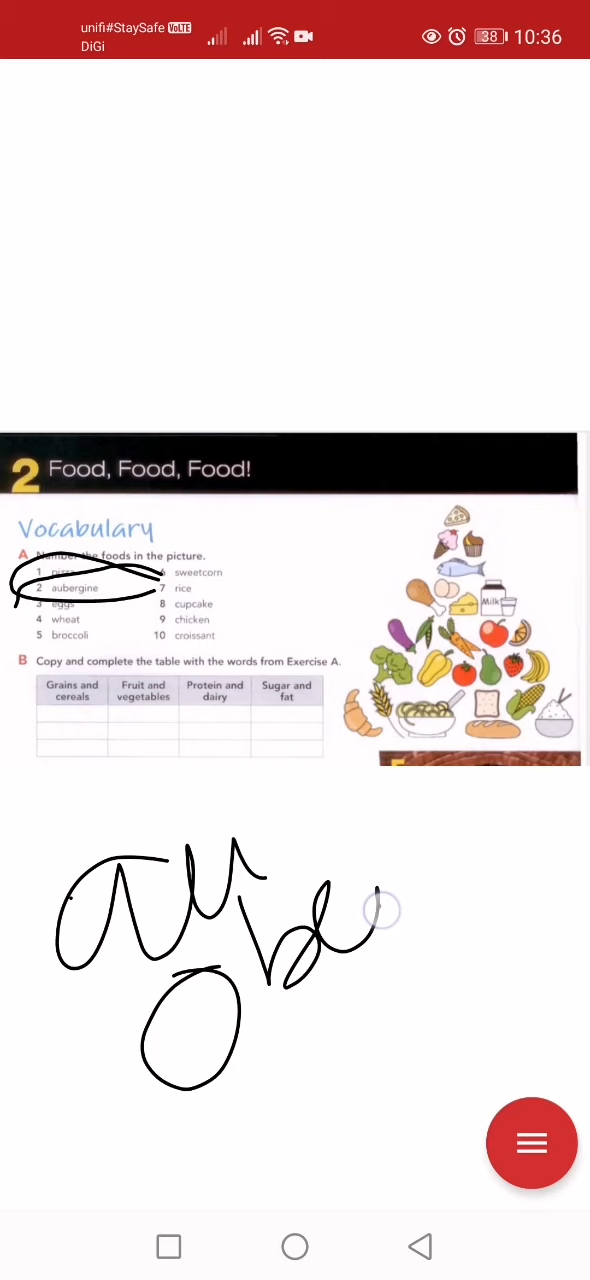 unifi#StaySafe VoLTE
DiGi
38 10:36
2 Food, Food, Food!
Vocabulary
A Number the foods in the picture.
1 pizza 6 sweetcorn
2 aubergine 7 rice
3 eggs 8 cupcake
4 wheat 9 chicken
5 broccoli 10 croissant
B Copy and complete the table with the words from Exercise A.
Grains and cereals Fruit and vegetables Protein and dairy Sugar and fat
Milk
au
be
O